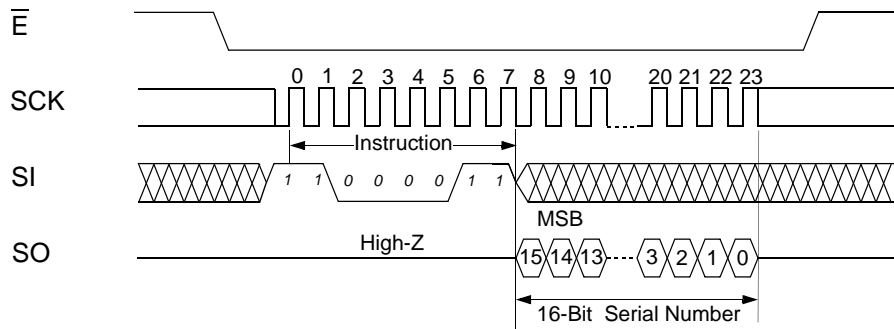 E
SCK
0 1 2 3 4 5 6 7 8 9 10 20 21 22 23
Instruction
SI
1 1 0 0 0 0 1 1
MSB
SO
High-Z
15 14 13 3 2 1 0
16-Bit Serial Number